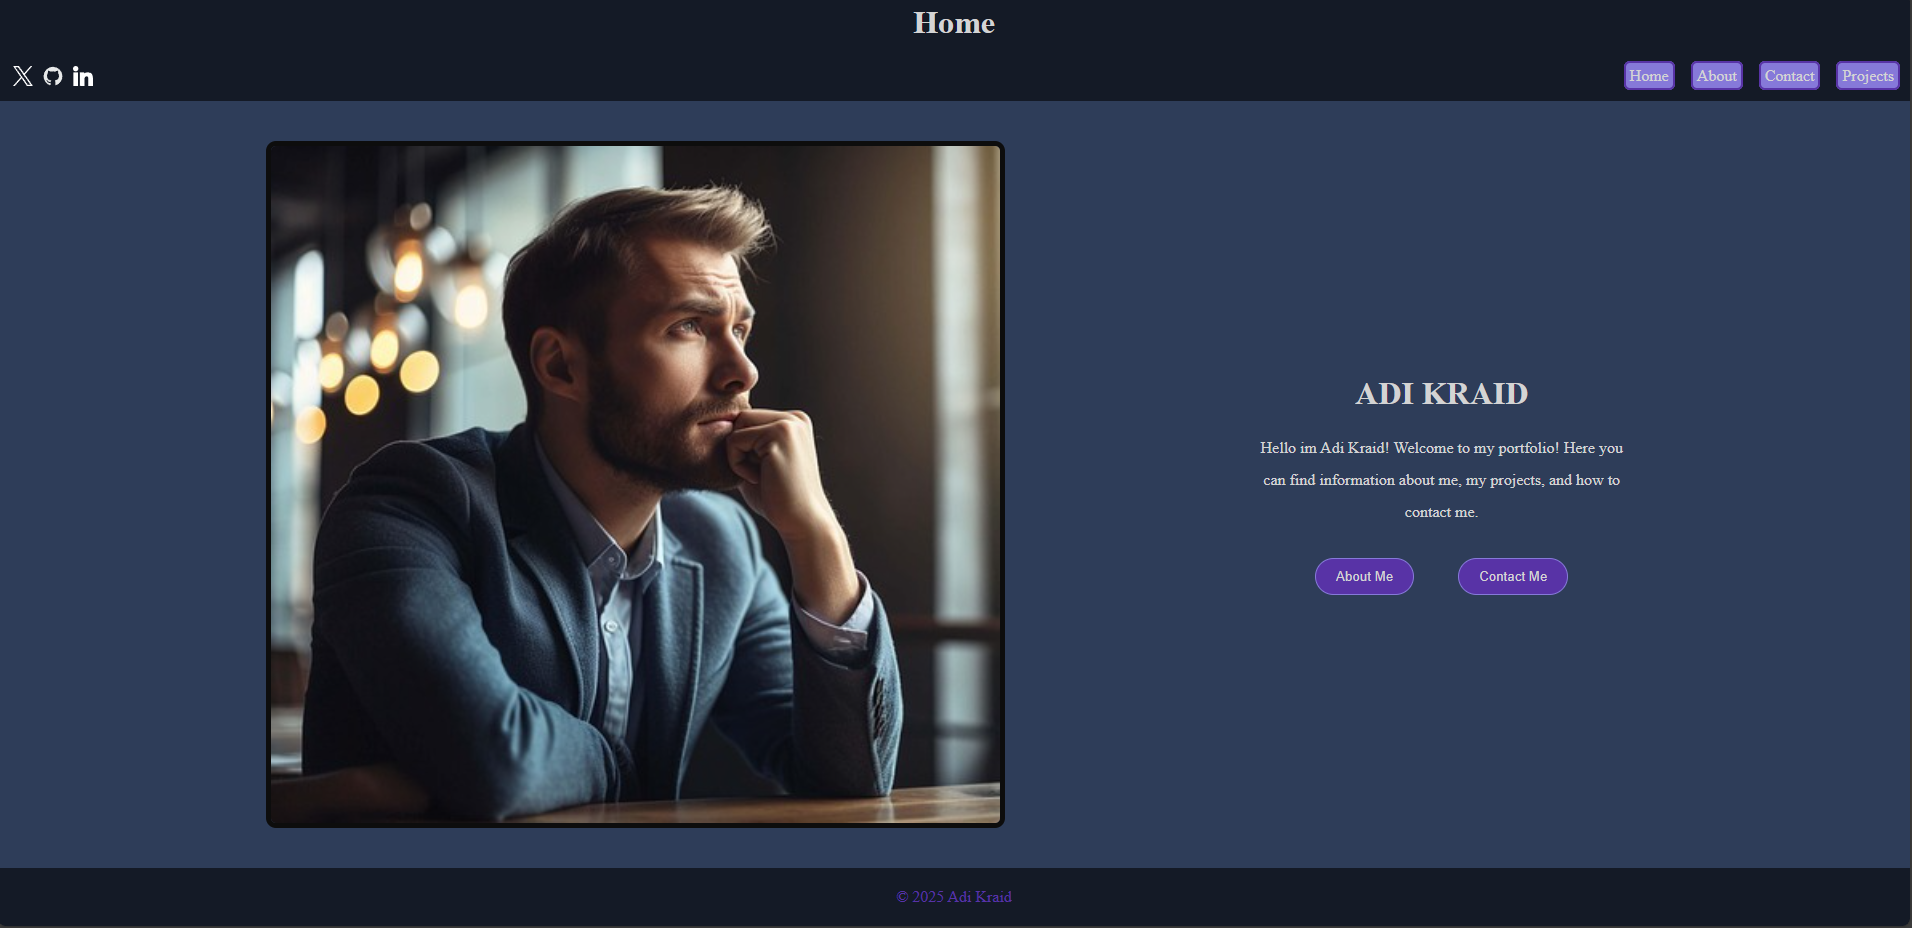 Home
Home About Contact Projects
ADI KRAID
Hello im Adi Kraid! Welcome to my portfolio! Here you
can find information about me, my projects, and how to
contact me.
About Me Contact Me
© 2025 Adi Kraid